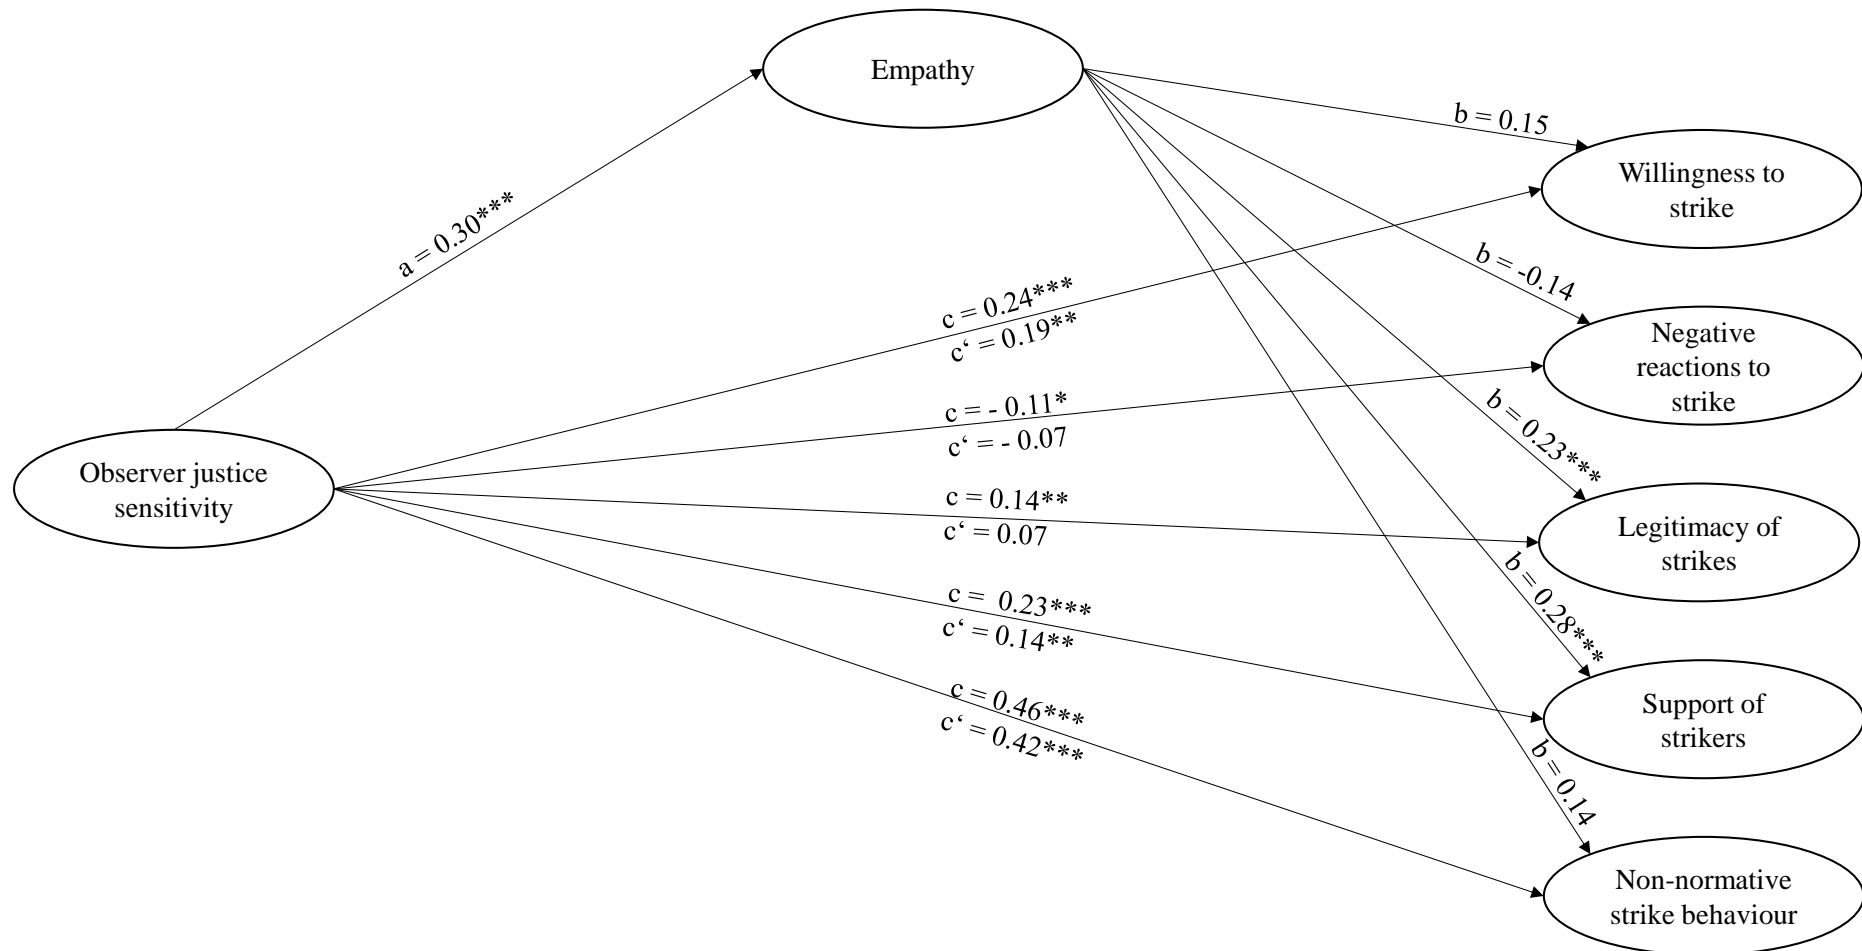 Empathy
b = 0.15
Willingness to
strike
a = 0.30***
b = -0.14
c = 0.24***
c‘ = 0.19**
Negative
reactions to
strike
c = - 0.11*
c‘ = - 0.07
b = 0.23***
Observer justice
sensitivity
c = 0.14**
c‘ = 0.07
Legitimacy of
strikes
b = 0.28***
c =  0.23***
c‘ = 0.14**
Support of
strikers
c = 0.46***
c‘ = 0.42***
b = 0.14
Non-normative
strike behaviour